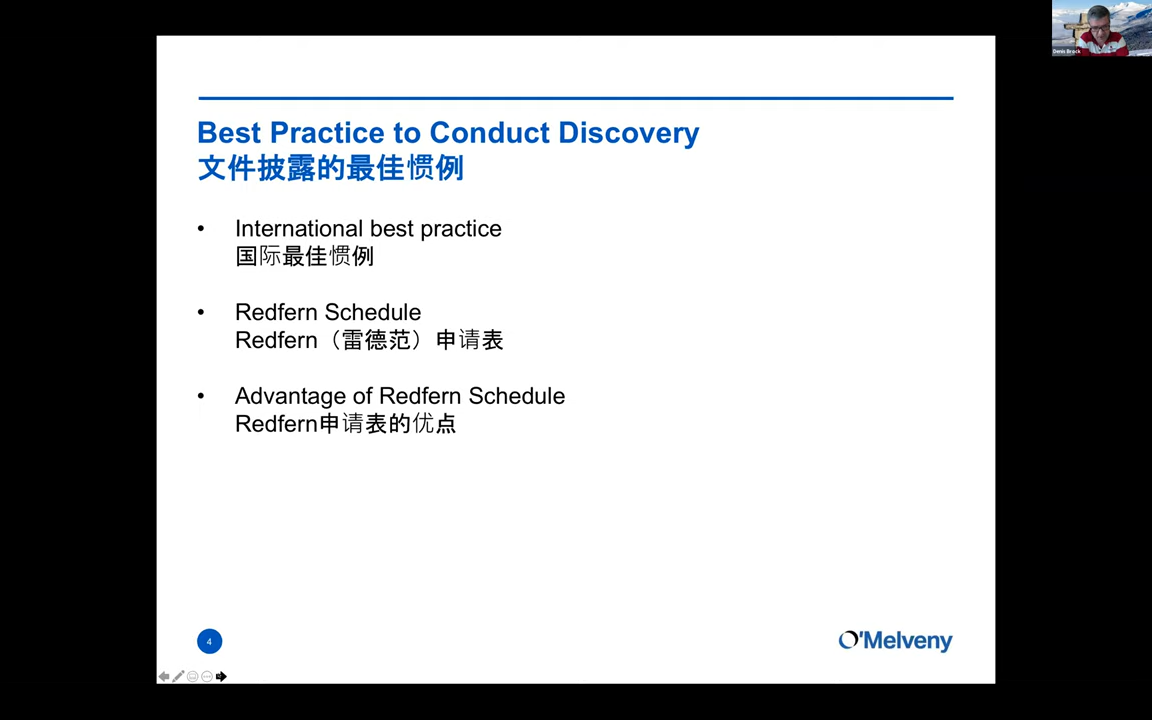 Denis Brock
Best Practice to Conduct Discovery
文件披露的最佳惯例
• International best practice
国际最佳惯例
• Redfern Schedule
Redfern（雷德范）申请表
• Advantage of Redfern Schedule
Redfern申请表的优点
4
O'Melveny